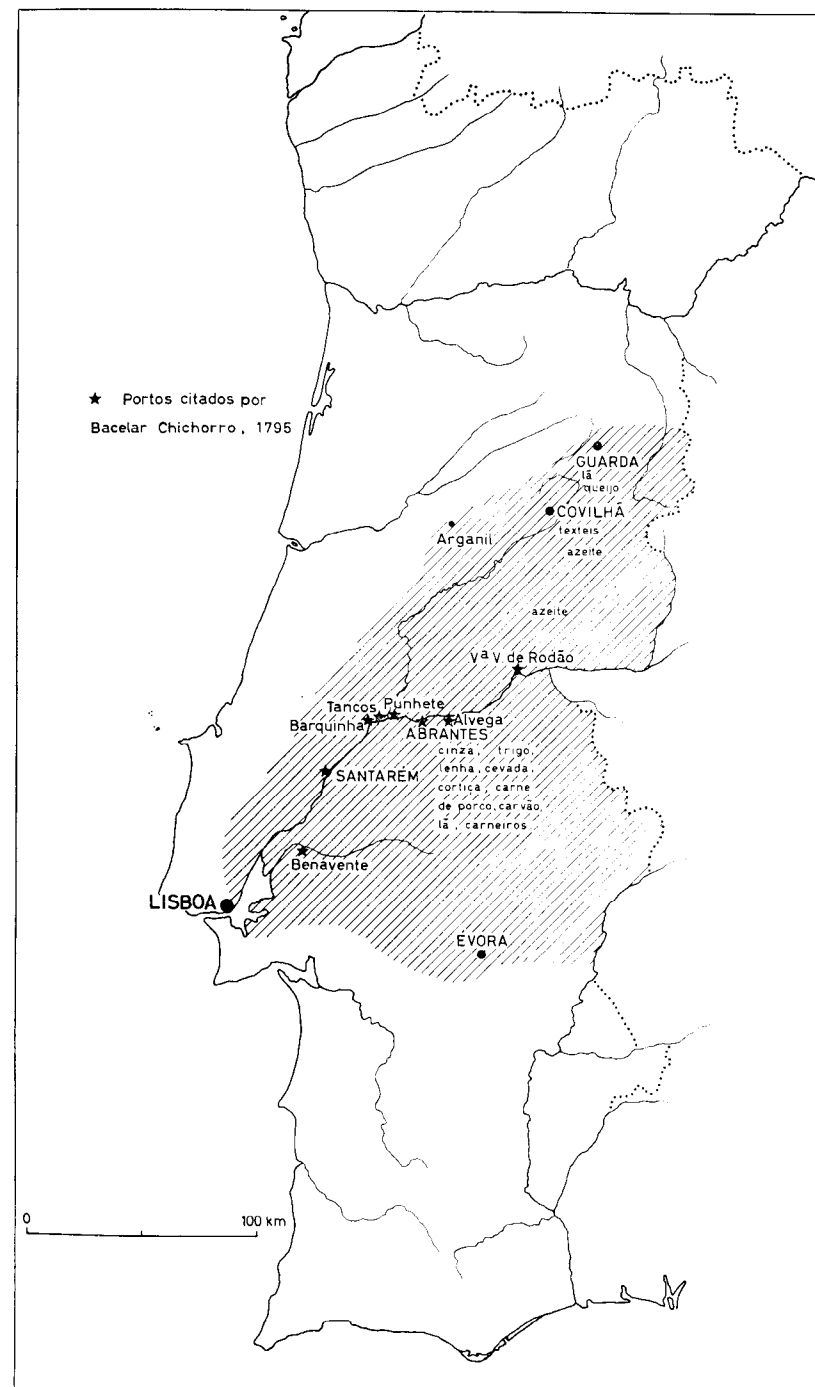 ★ Portos citados por
Bacelar Chichorro, 1795
GUARDA
lã
queijo
COVILHÃ
texteis
azeite
Arganil
azeite
Vª V. de Rodão
Tancos
Punhete
Barquinha
ABRANTES
Alvega
cinza, trigo,
lenha, cevada,
cortiça, carne
de porco, carvão,
lã, carneiros
SANTARÉM
Benavente
LISBOA
ÉVORA
0
100 km